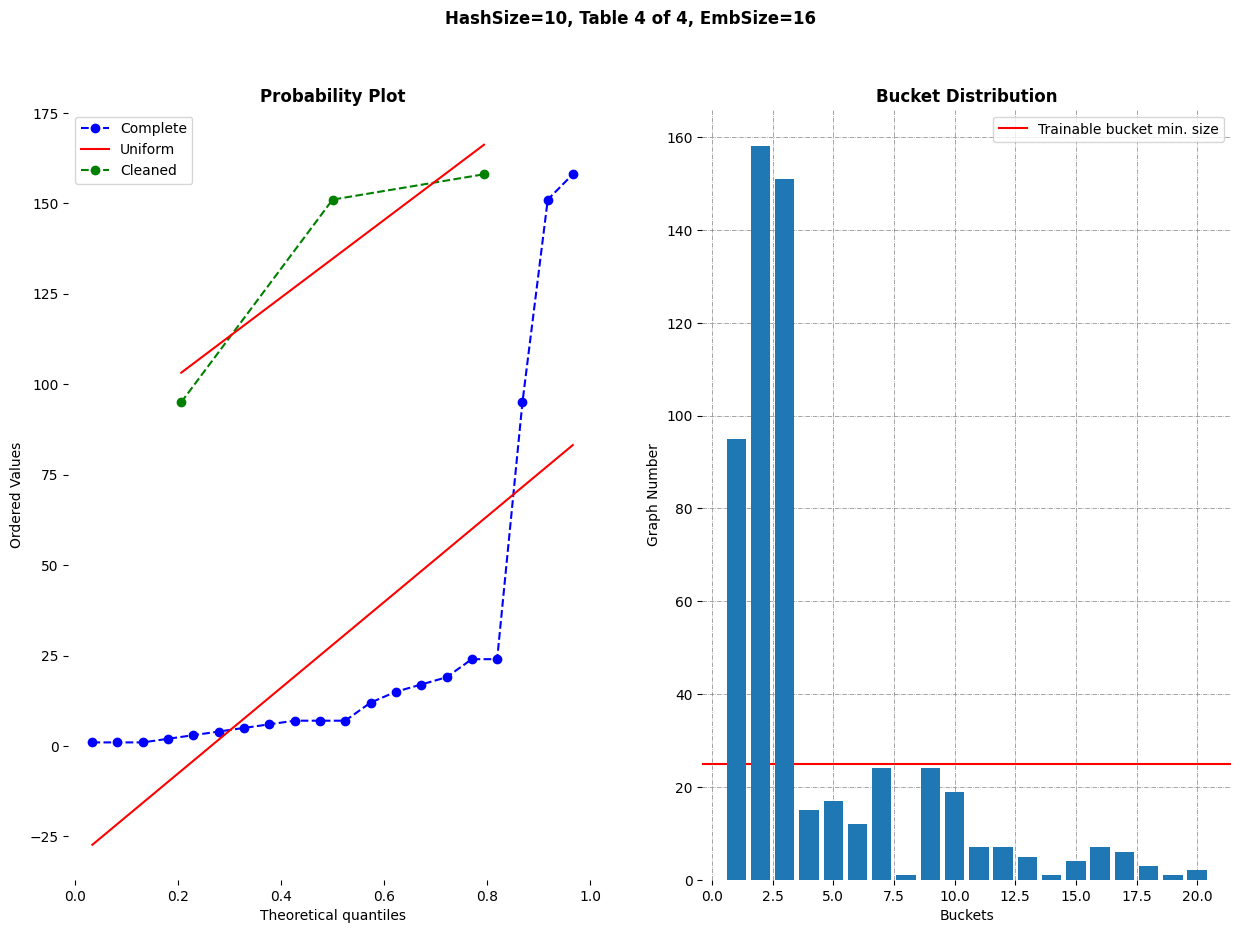 HashSize=10, Table 4 of 4, EmbSize=16
Probability Plot
Complete
Uniform
Cleaned
175
150
125
100
75
50
25
0
−25
Ordered Values
0.0 0.2 0.4 0.6 0.8 1.0
Theoretical quantiles
Bucket Distribution
Trainable bucket min. size
160
140
120
100
80
60
40
20
0
Graph Number
0.0 2.5 5.0 7.5 10.0 12.5 15.0 17.5 20.0
Buckets